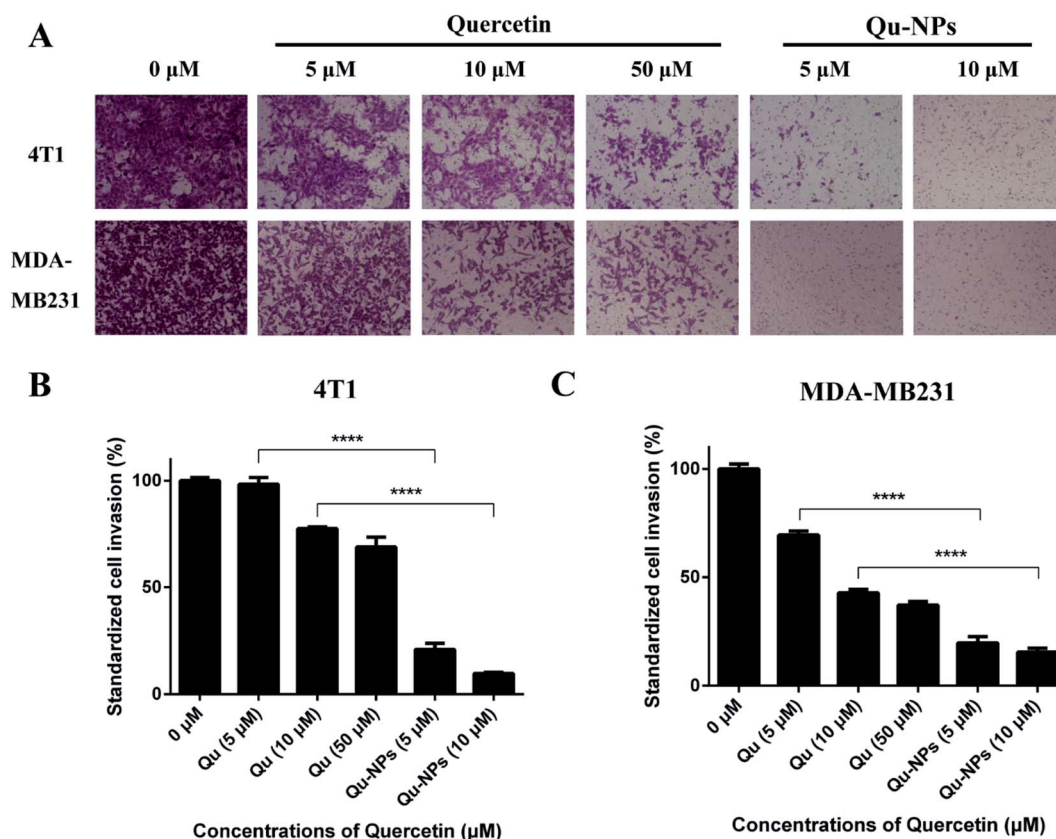 A
Quercetin
Qu-NPs
0 μM
5 μM
10 μM
50 μM
5 μM
10 μM
4T1
MDA-
MB231
B
4T1
Standardized cell invasion (%)
100
50
0
****
****
0 μM
Qu (5 μM)
Qu (10 μM)
Qu (50 μM)
Qu-NPs (5 μM)
Qu-NPs (10 μM)
Concentrations of Quercetin (μM)
C
MDA-MB231
Standardized cell invasion (%)
100
50
0
****
****
0 μM
Qu (5 μM)
Qu (10 μM)
Qu (50 μM)
Qu-NPs (5 μM)
Qu-NPs (10 μM)
Concentrations of Quercetin (μM)